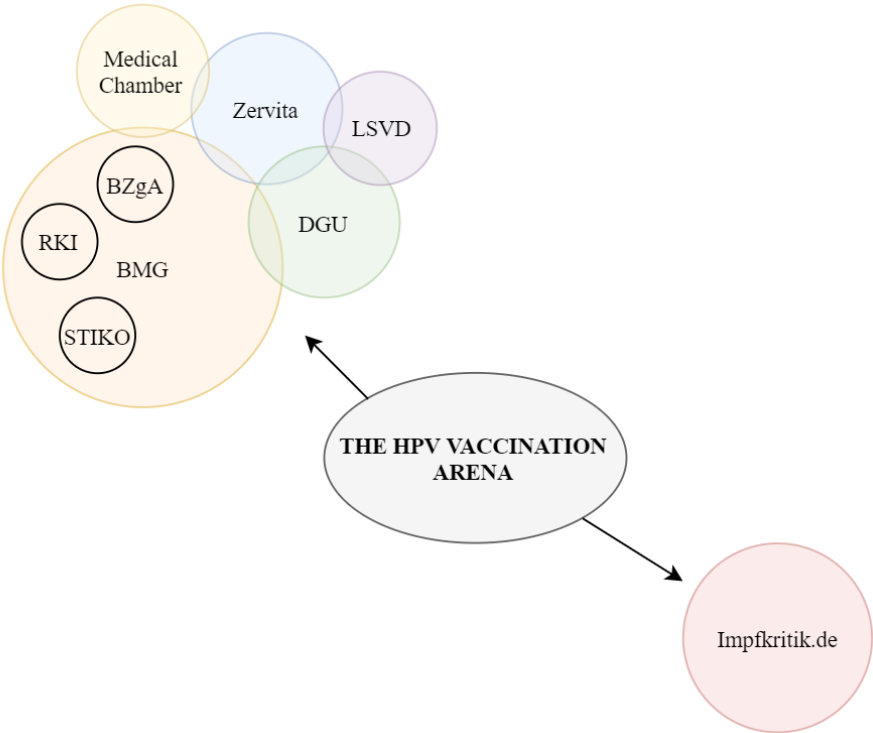 Medical
Chamber
Zervita
LSVD
BZgA
DGU
RKI
BMG
STIKO
THE HPV VACCINATION
ARENA
Impfkritik.de